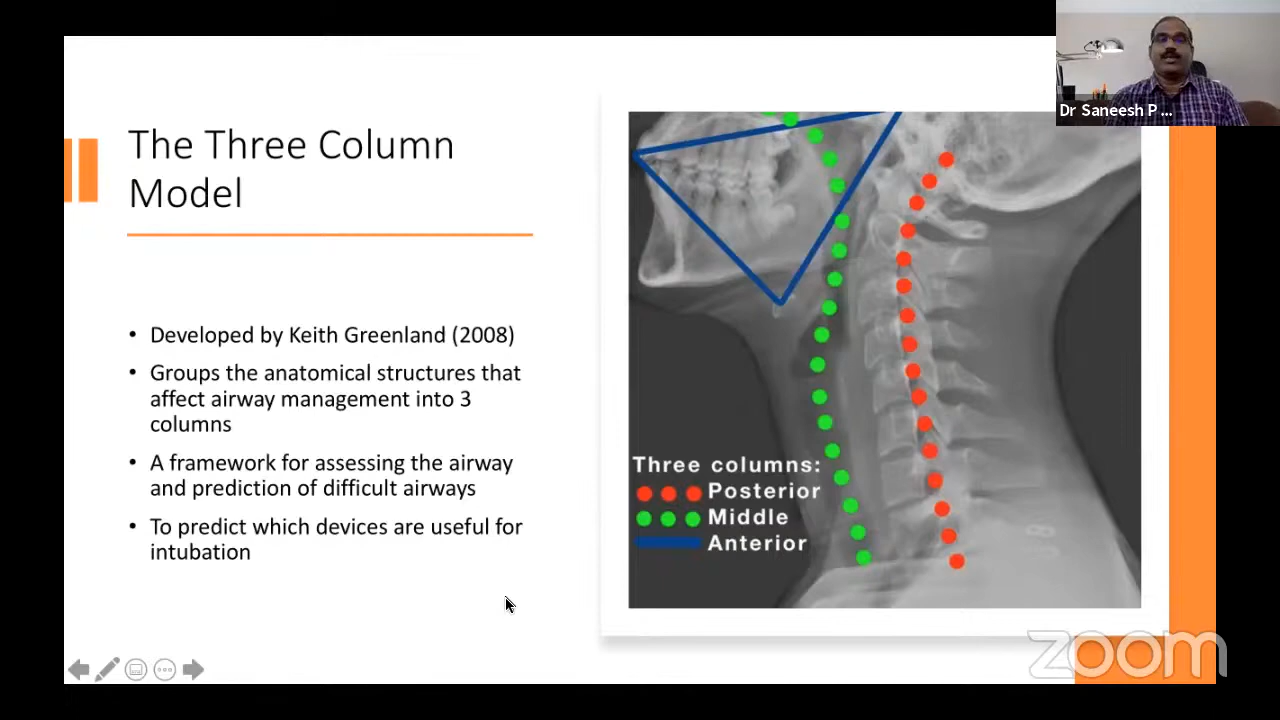 Dr Saneesh P ...
The Three Column
Model
• Developed by Keith Greenland (2008)
• Groups the anatomical structures that
affect airway management into 3
columns
• A framework for assessing the airway
and prediction of difficult airways
• To predict which devices are useful for
intubation
Three columns:
Posterior
Middle
Anterior
zoom